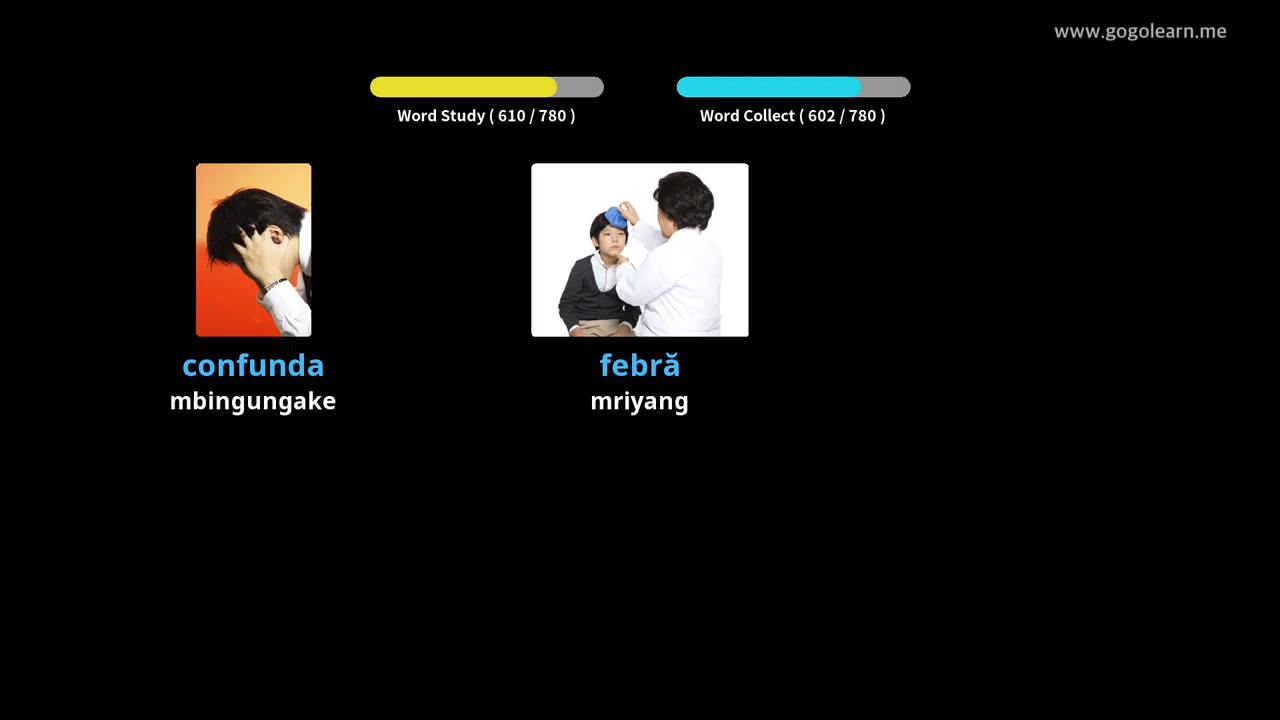 www.gogolearn.me
Word Study ( 610 / 780 )
Word Collect ( 602 / 780 )
confunda
mbingungake
febră
mriyang